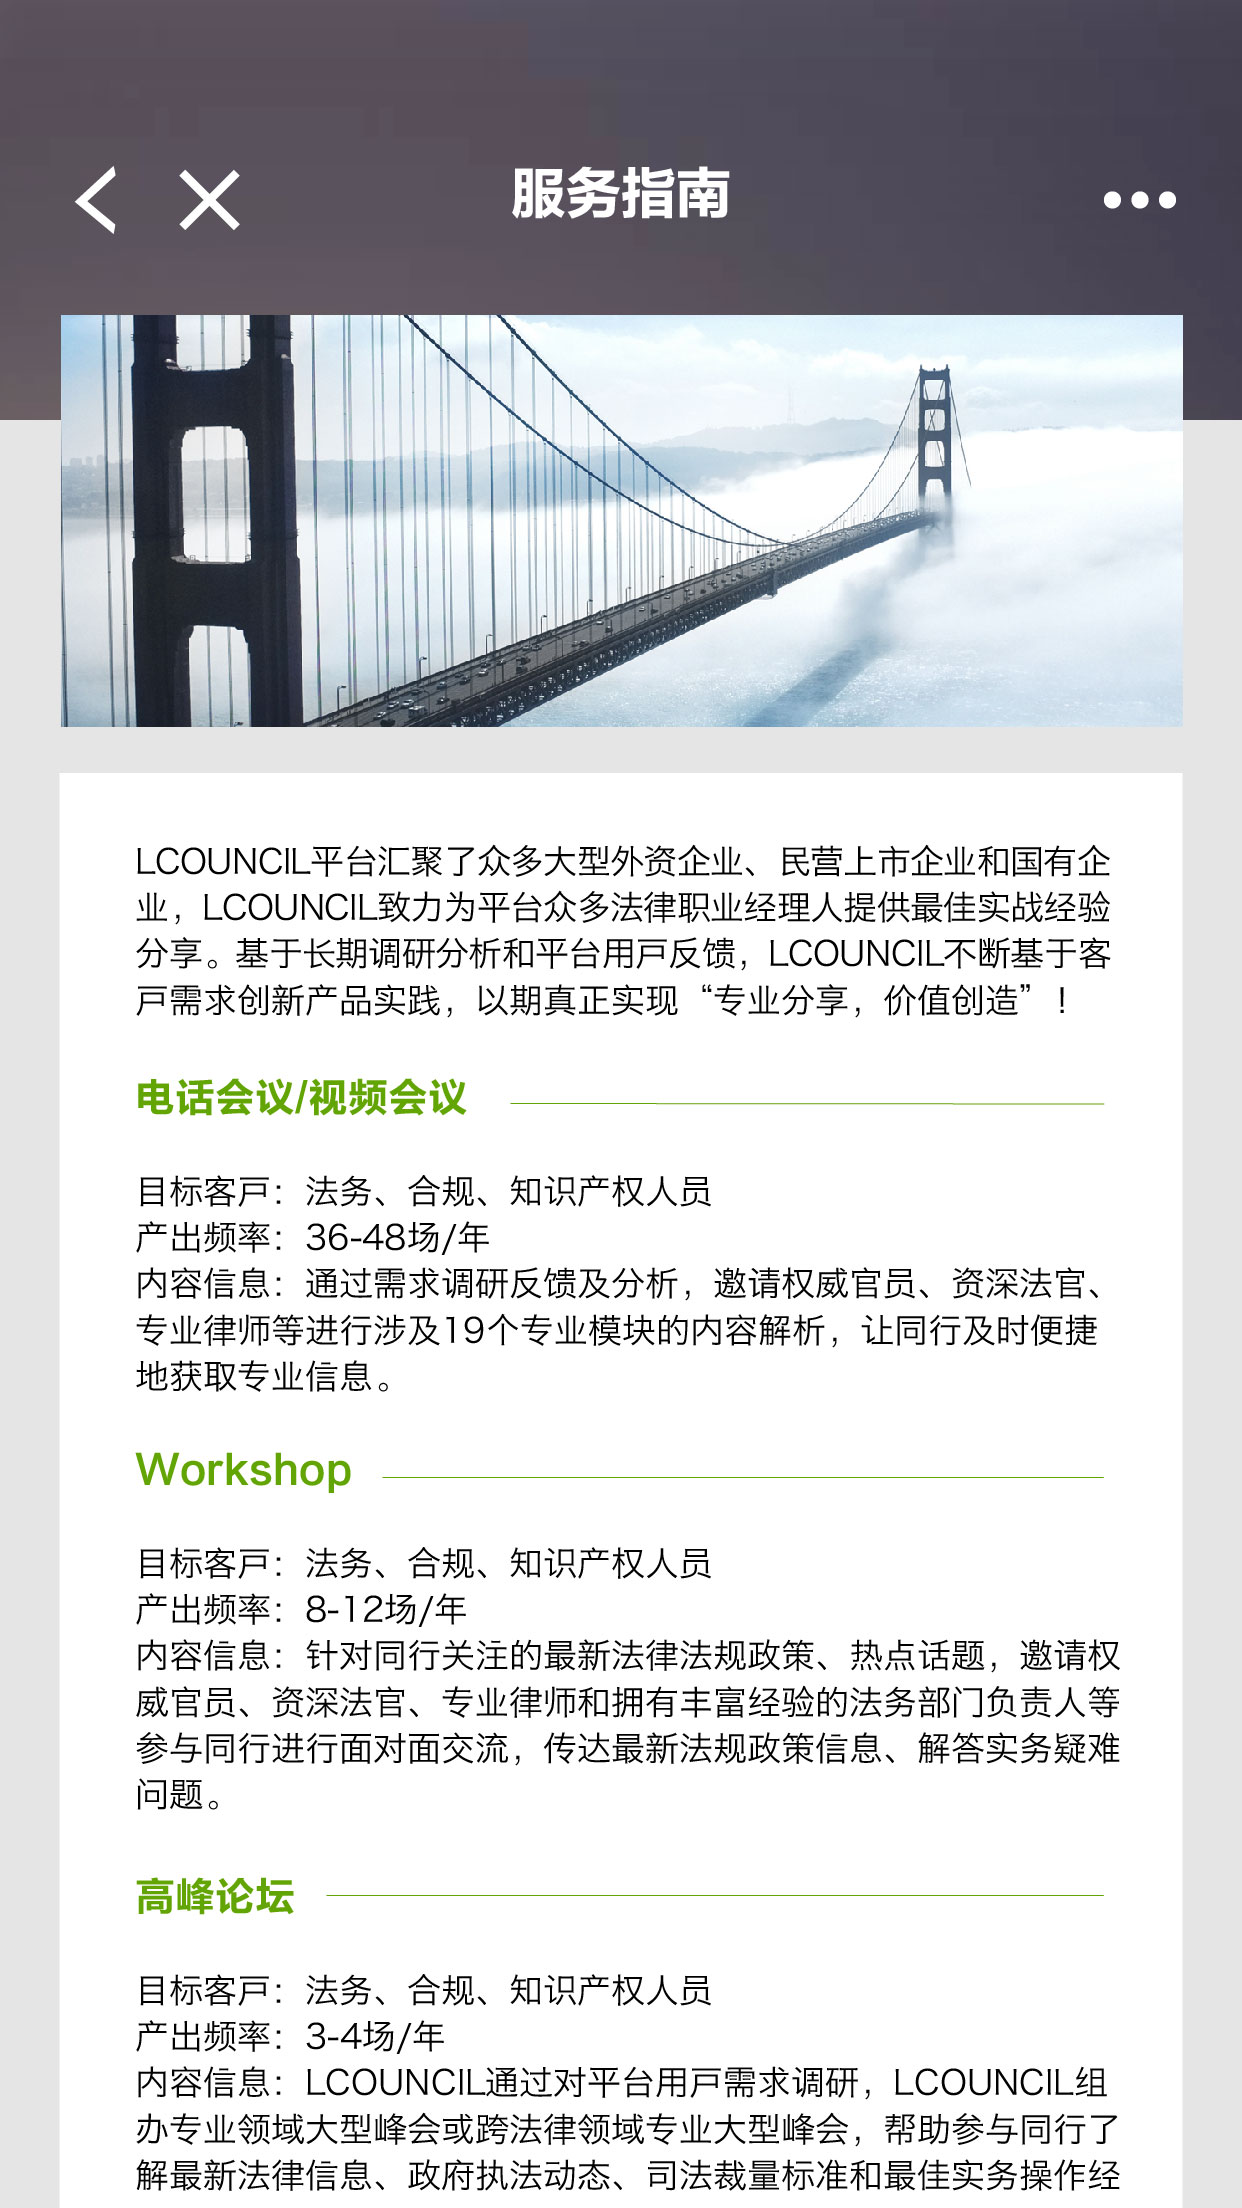 服务指南
LCOUNCIL平台汇聚了众多大型外资企业、民营上市企业和国有企
业，LCOUNCIL致力为平台众多法律职业经理人提供最佳实战经验
分享。基于长期调研分析和平台用戸反馈，LCOUNCIL不断基于客
戸需求创新产品实践，以期真正实现“专业分享，价值创造”！
电话会议/视频会议
目标客戸：法务、合规、知识产权人员
产出频率：36-48场/年
内容信息：通过需求调研反馈及分析，邀请权威官员、资深法官、
专业律师等进行涉及19个专业模块的内容解析，让同行及时便捷
地获取专业信息。
Workshop
目标客戸：法务、合规、知识产权人员
产出频率：8-12场/年
内容信息：针对同行关注的最新法律法规政策、热点话题，邀请权
威官员、资深法官、专业律师和拥有丰富经验的法务部门负责人等
参与同行进行面对面交流，传达最新法规政策信息、解答实务疑难
问题。
高峰论坛
目标客戸：法务、合规、知识产权人员
产出频率：3-4场/年
内容信息：LCOUNCIL通过对平台用戸需求调研，LCOUNCIL组
办专业领域大型峰会或跨法律领域专业大型峰会，帮助参与同行了
解最新法律信息、政府执法动态、司法裁量标准和最佳实务操作经